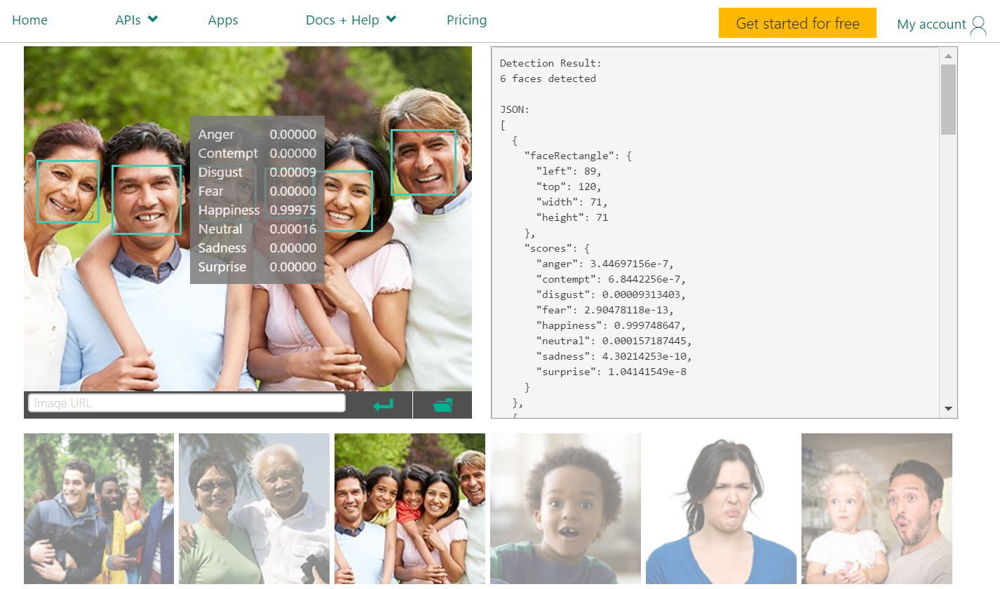 Home APIs Apps Docs + Help Pricing Get started for free My account
Anger 0.00000
Contempt 0.00000
Disgust 0.00009
Fear 0.00000
Happiness 0.99975
Neutral 0.00016
Sadness 0.00000
Surprise 0.00000
Image URL
Detection Result:
6 faces detected
JSON:
[
{
"faceRectangle": {
"left": 89,
"top": 120,
"width": 71,
"height": 71
},
"scores": {
"anger": 3.44697156e-7,
"contempt": 6.8442256e-7,
"disgust": 0.00009313403,
"fear": 2.90478118e-13,
"happiness": 0.999748647,
"neutral": 0.000157187445,
"sadness": 4.30214253e-10,
"surprise": 1.04141549e-8
}
},
{